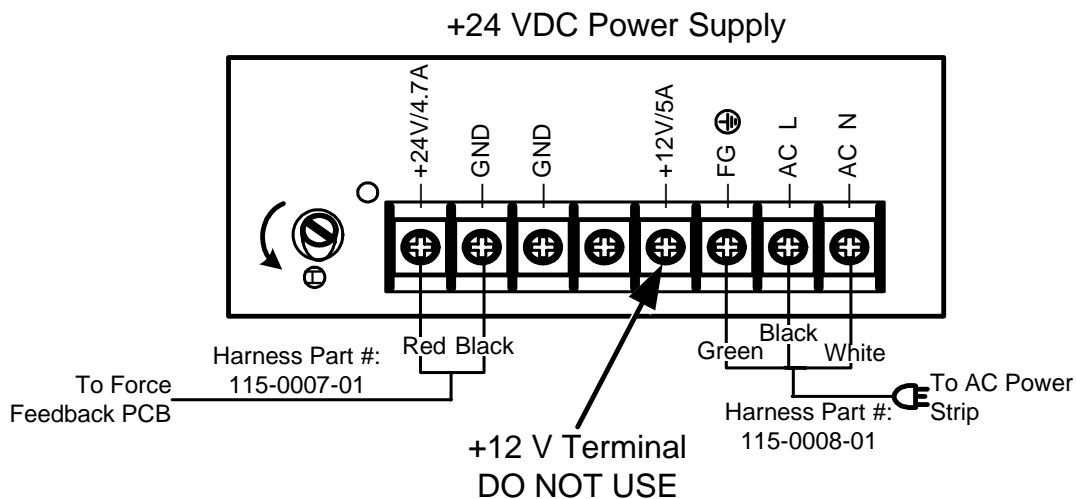 +24 VDC Power Supply
+24V/4.7A
GND
GND
+12V/5A
FG
AC L
AC N
Red Black
Green
Black
White
Harness Part #:
115-0007-01
To Force
Feedback PCB
Harness Part #:
115-0008-01
To AC Power
Strip
+12 V Terminal
DO NOT USE